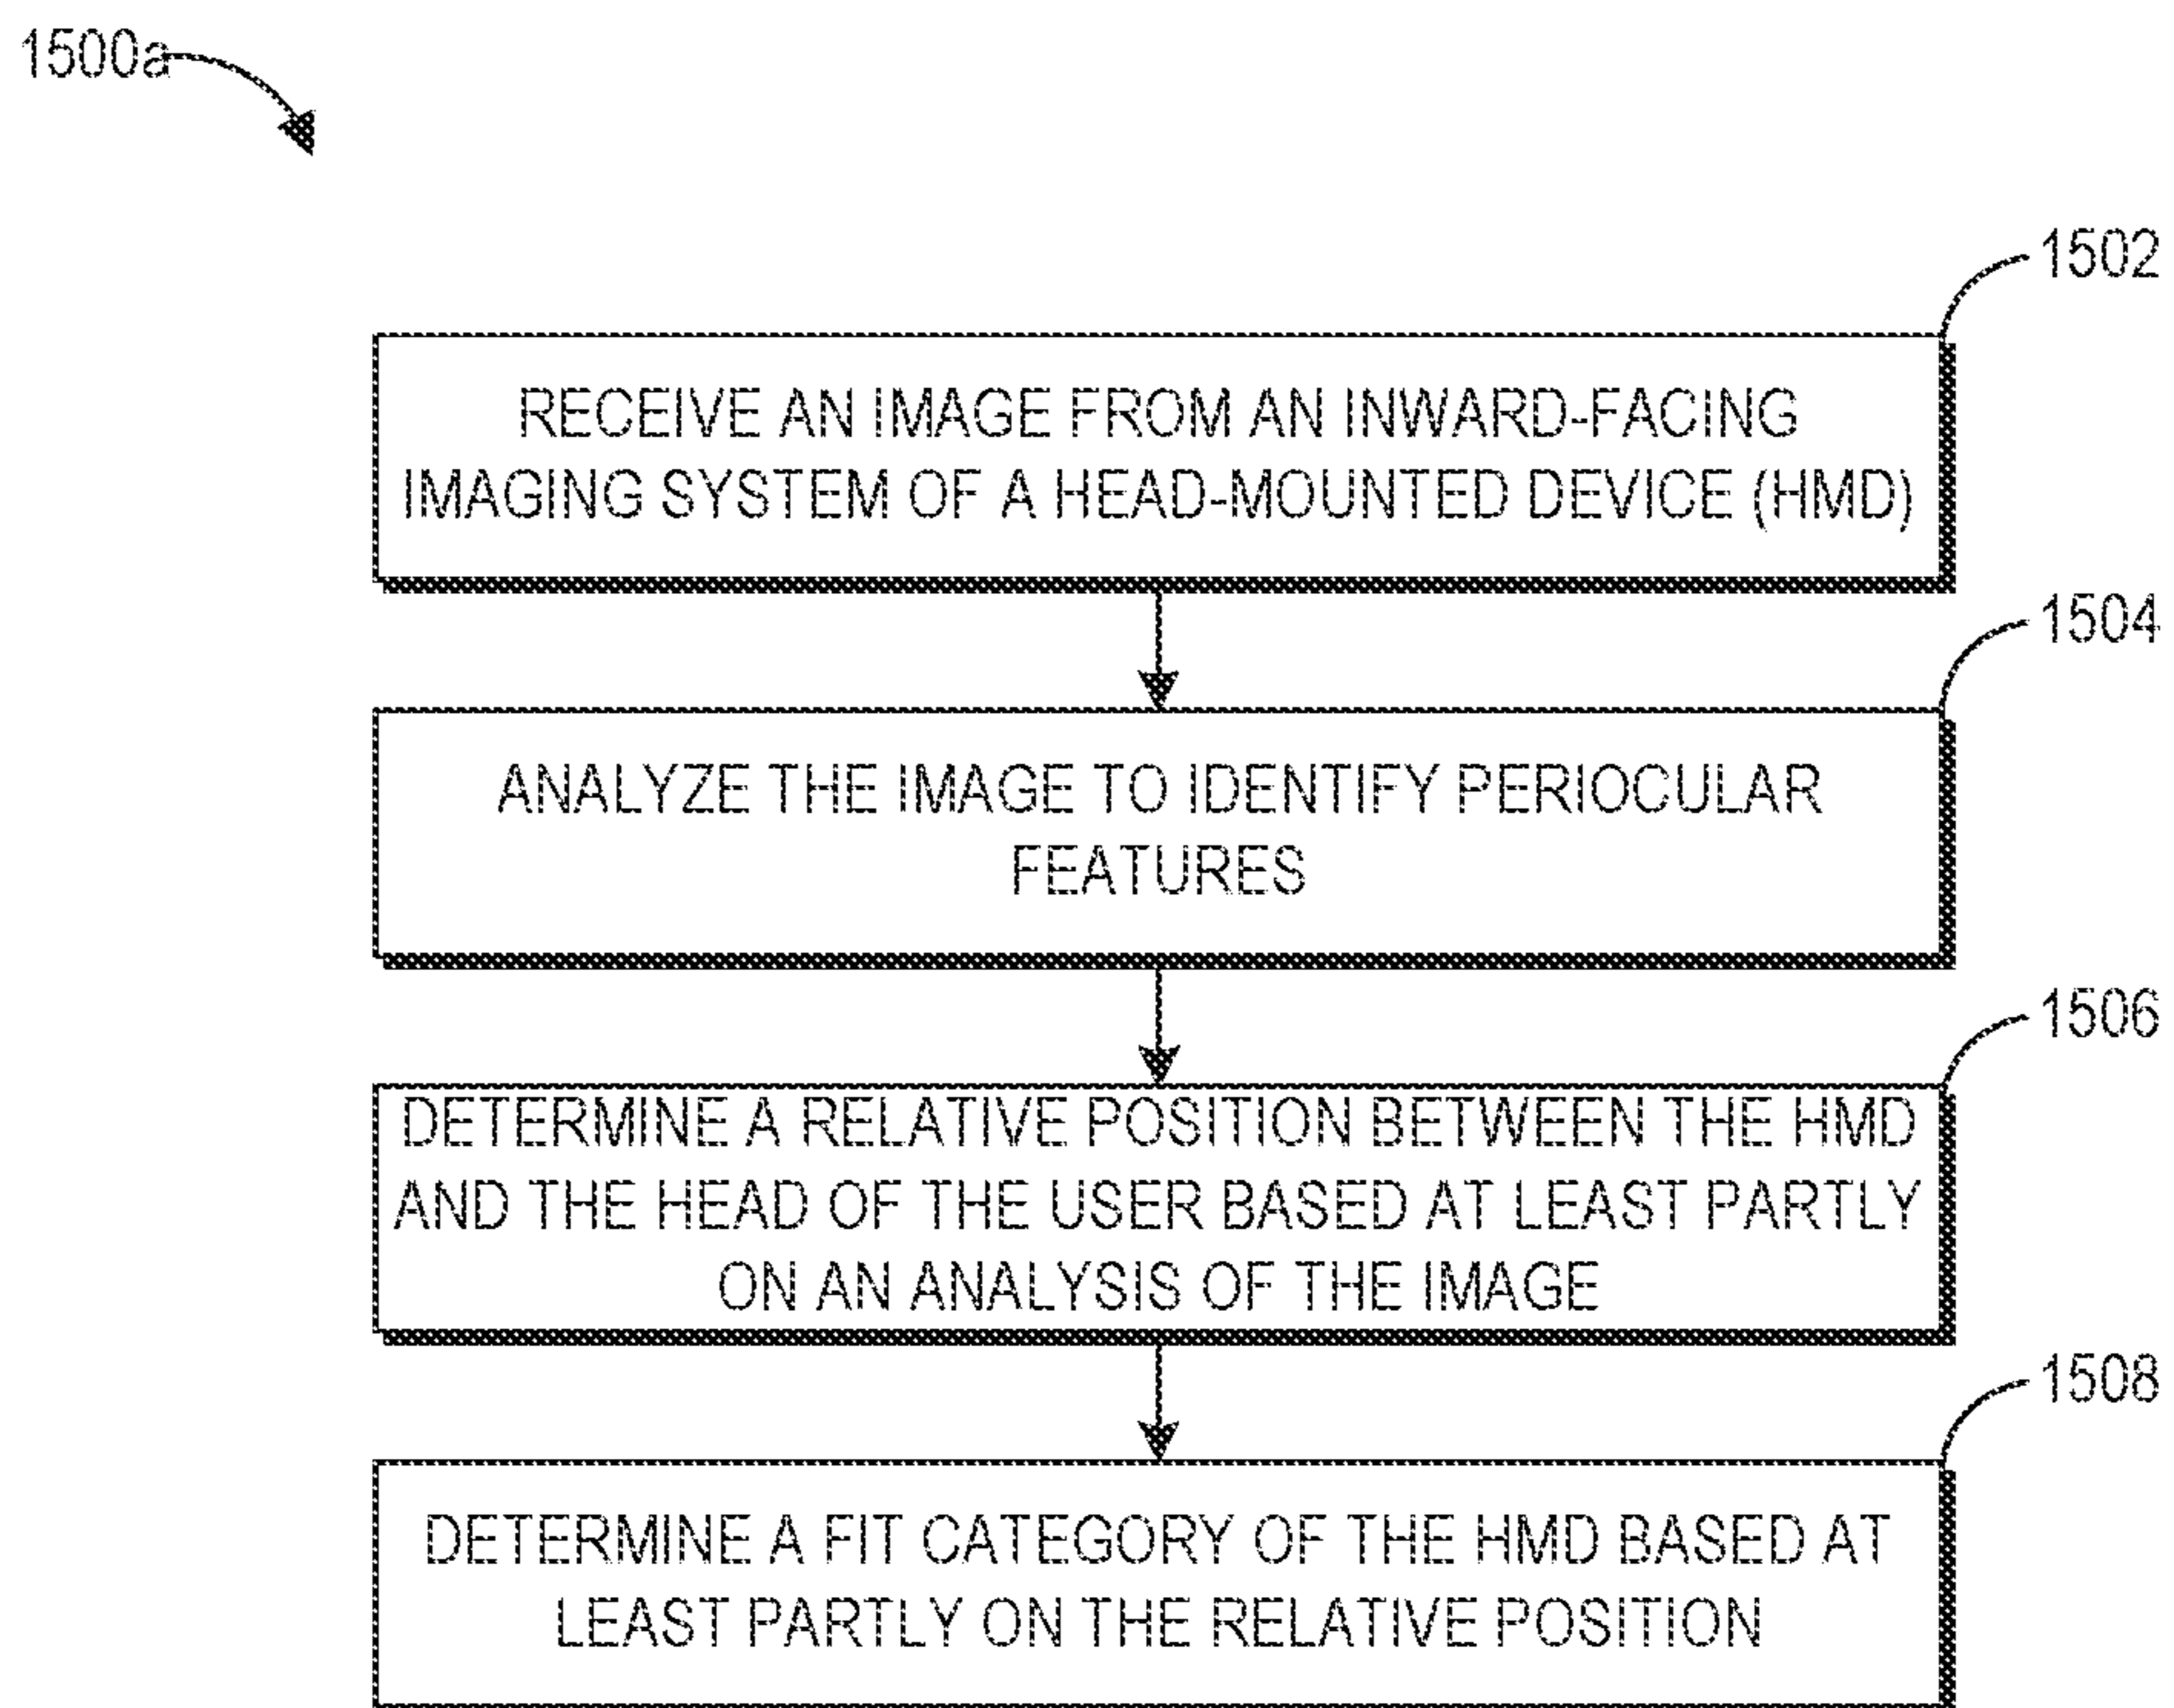 1500a
1502
RECEIVE AN IMAGE FROM AN INWARD-FACING
IMAGING SYSTEM OF A HEAD-MOUNTED DEVICE (HMD)
1504
ANALYZE THE IMAGE TO IDENTIFY PERIOCULAR
FEATURES
1506
DETERMINE A RELATIVE POSITION BETWEEN THE HMD
AND THE HEAD OF THE USER BASED AT LEAST PARTLY
ON AN ANALYSIS OF THE IMAGE
1508
DETERMINE A FIT CATEGORY OF THE HMD BASED AT
LEAST PARTLY ON THE RELATIVE POSITION